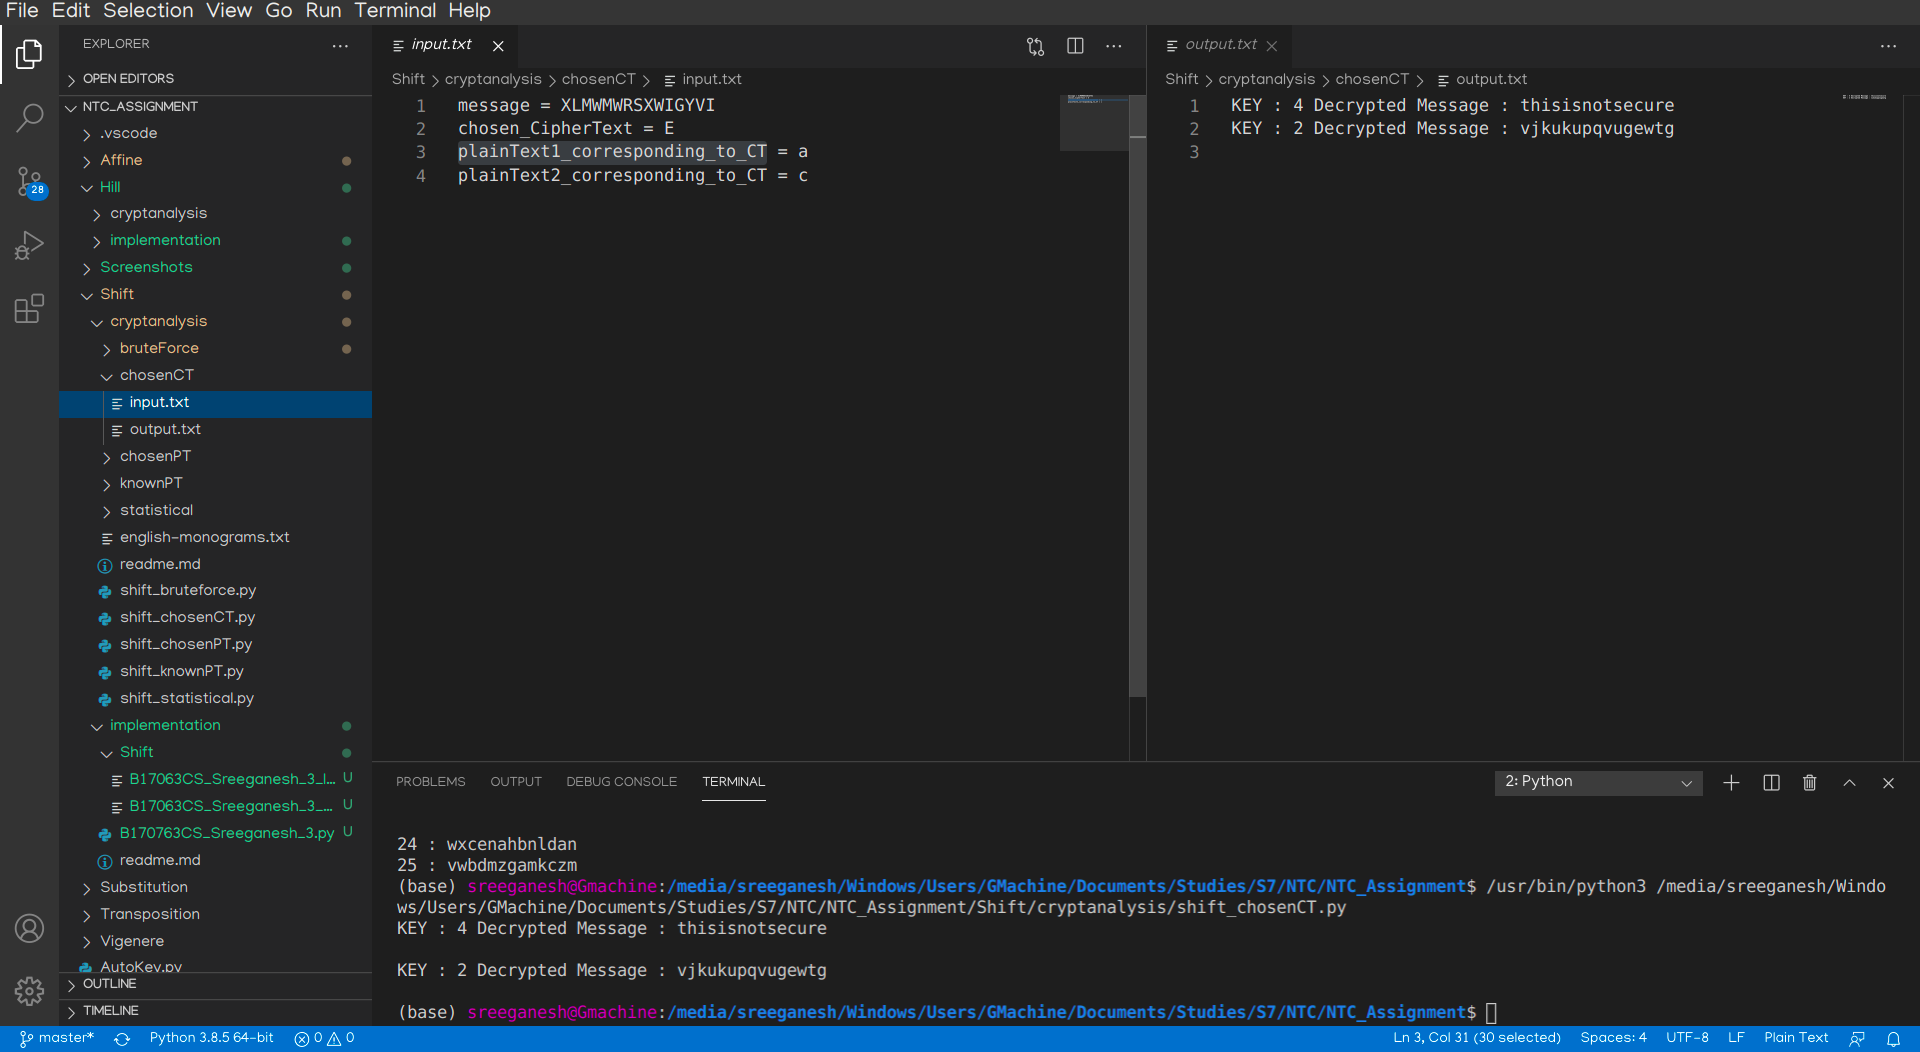 File Edit Selection View Go Run Terminal Help
EXPLORER
OPEN EDITORS
NTC_ASSIGNMENT
.vscode
Affine
Hill
cryptanalysis
implementation
Screenshots
Shift
cryptanalysis
bruteForce
chosenCT
input.txt
output.txt
chosenPT
knownPT
statistical
english-monograms.txt
readme.md
shift_bruteforce.py
shift_chosenCT.py
shift_chosenPT.py
shift_knownPT.py
shift_statistical.py
implementation
Shift
B17063CS_Sreeganesh_3_I... U
B17063CS_Sreeganesh_3_... U
B170763CS_Sreeganesh_3.py U
readme.md
Substitution
Transposition
Vigenere
AutoKey.py
OUTLINE
TIMELINE
28
input.txt
Shift > cryptanalysis > chosenCT > input.txt
1 message = XLMWMWRSXWIGYVI
2 chosen_CipherText = E
3 plainText1_corresponding_to_CT = a
4 plainText2_corresponding_to_CT = c
output.txt
Shift > cryptanalysis > chosenCT > output.txt
1 KEY : 4 Decrypted Message : thisisnotsecure
2 KEY : 2 Decrypted Message : vjkukupqvugewtg
3
PROBLEMS OUTPUT DEBUG CONSOLE TERMINAL
2: Python
24 : wxcenahbnldan
25 : vwbdmzgamkczm
(base) sreeganesh@Gmachine:/media/sreeganesh/Windows/Users/GMachine/Documents/Studies/S7/NTC/NTC_Assignment$ /usr/bin/python3 /media/sreeganesh/Windo
ws/Users/GMachine/Documents/Studies/S7/NTC/NTC_Assignment/Shift/cryptanalysis/shift_chosenCT.py
KEY : 4 Decrypted Message : thisisnotsecure
KEY : 2 Decrypted Message : vjkukupqvugewtg
(base) sreeganesh@Gmachine:/media/sreeganesh/Windows/Users/GMachine/Documents/Studies/S7/NTC/NTC_Assignment$
master* Python 3.8.5 64-bit 0 0 Ln 3, Col 31 (30 selected) Spaces: 4 UTF-8 LF Plain Text